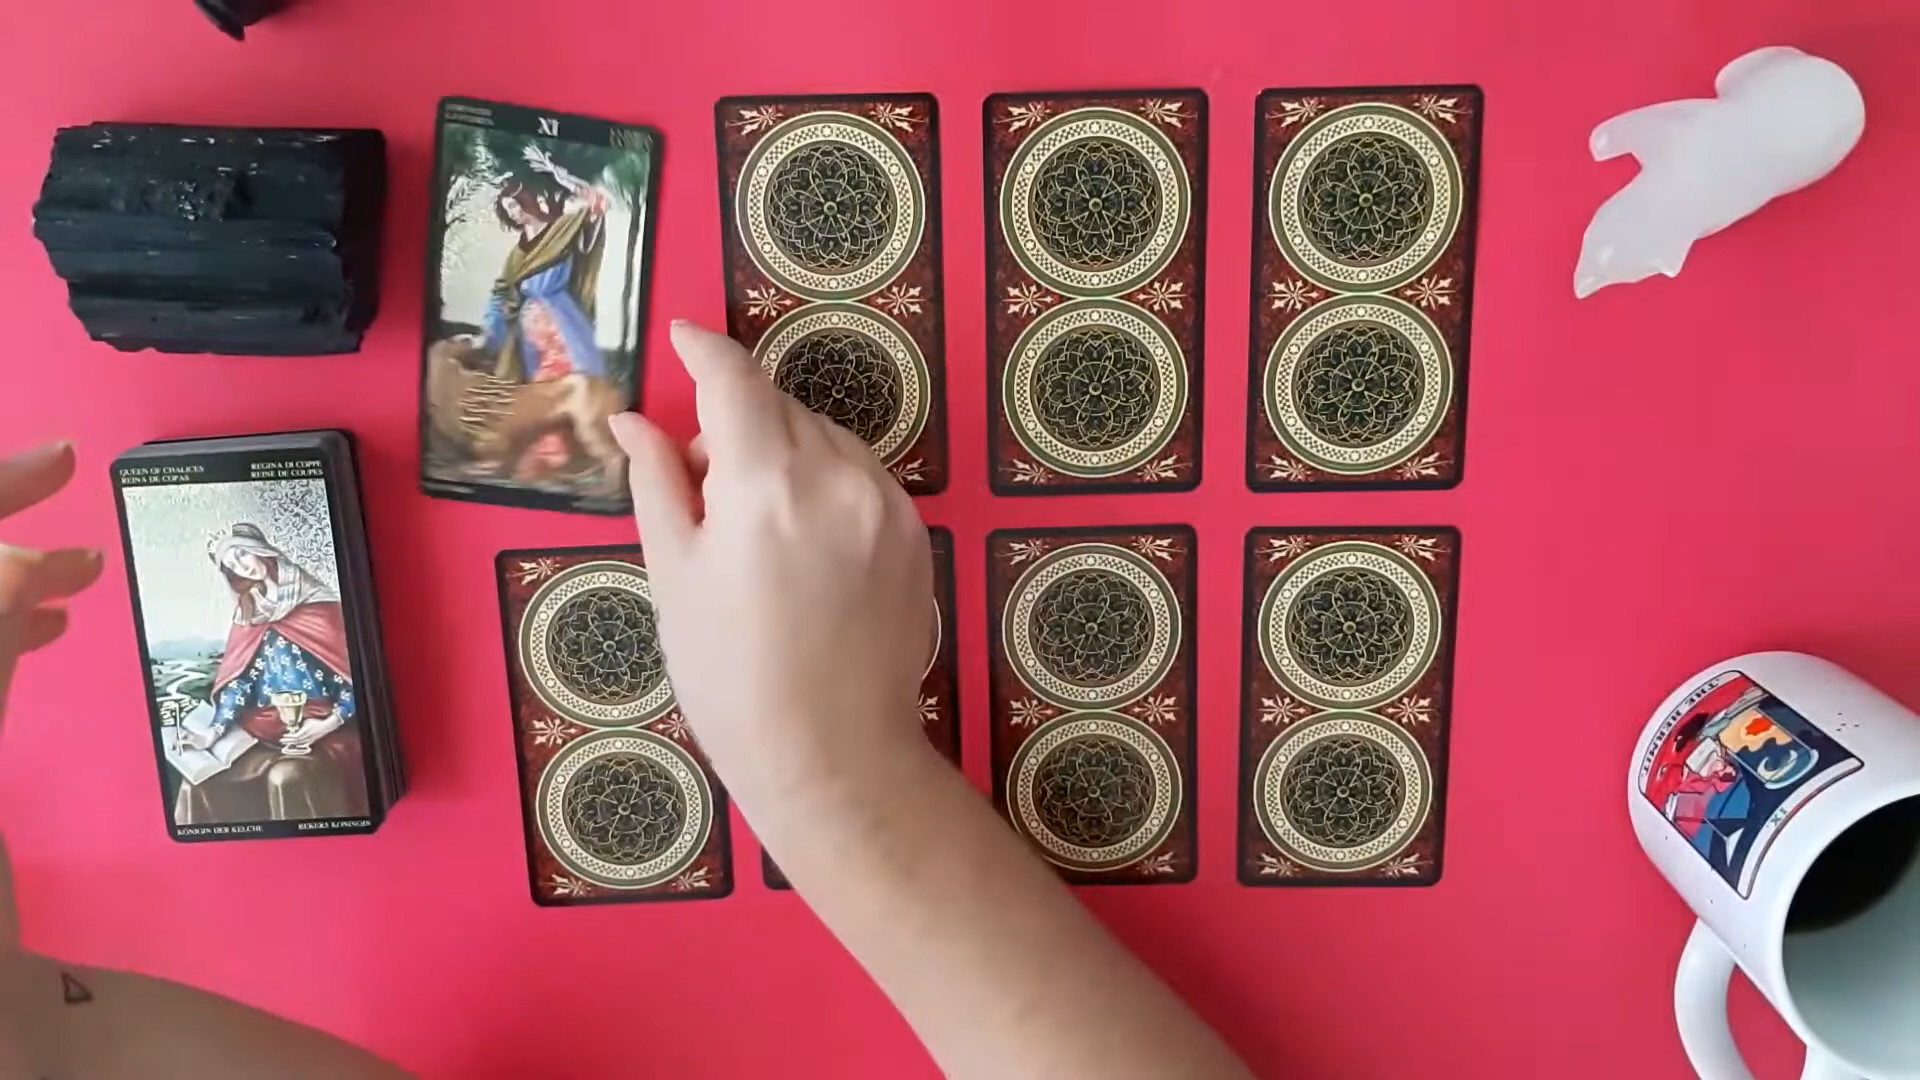 XI
QUEEN OF CHALICES
REINA DE COPAS
REGINA DI COPPE
REINE DE COUPES
KÖNIGIN DER KELCHE
BEKERS KONINGIN
THE HERMIT.
IX